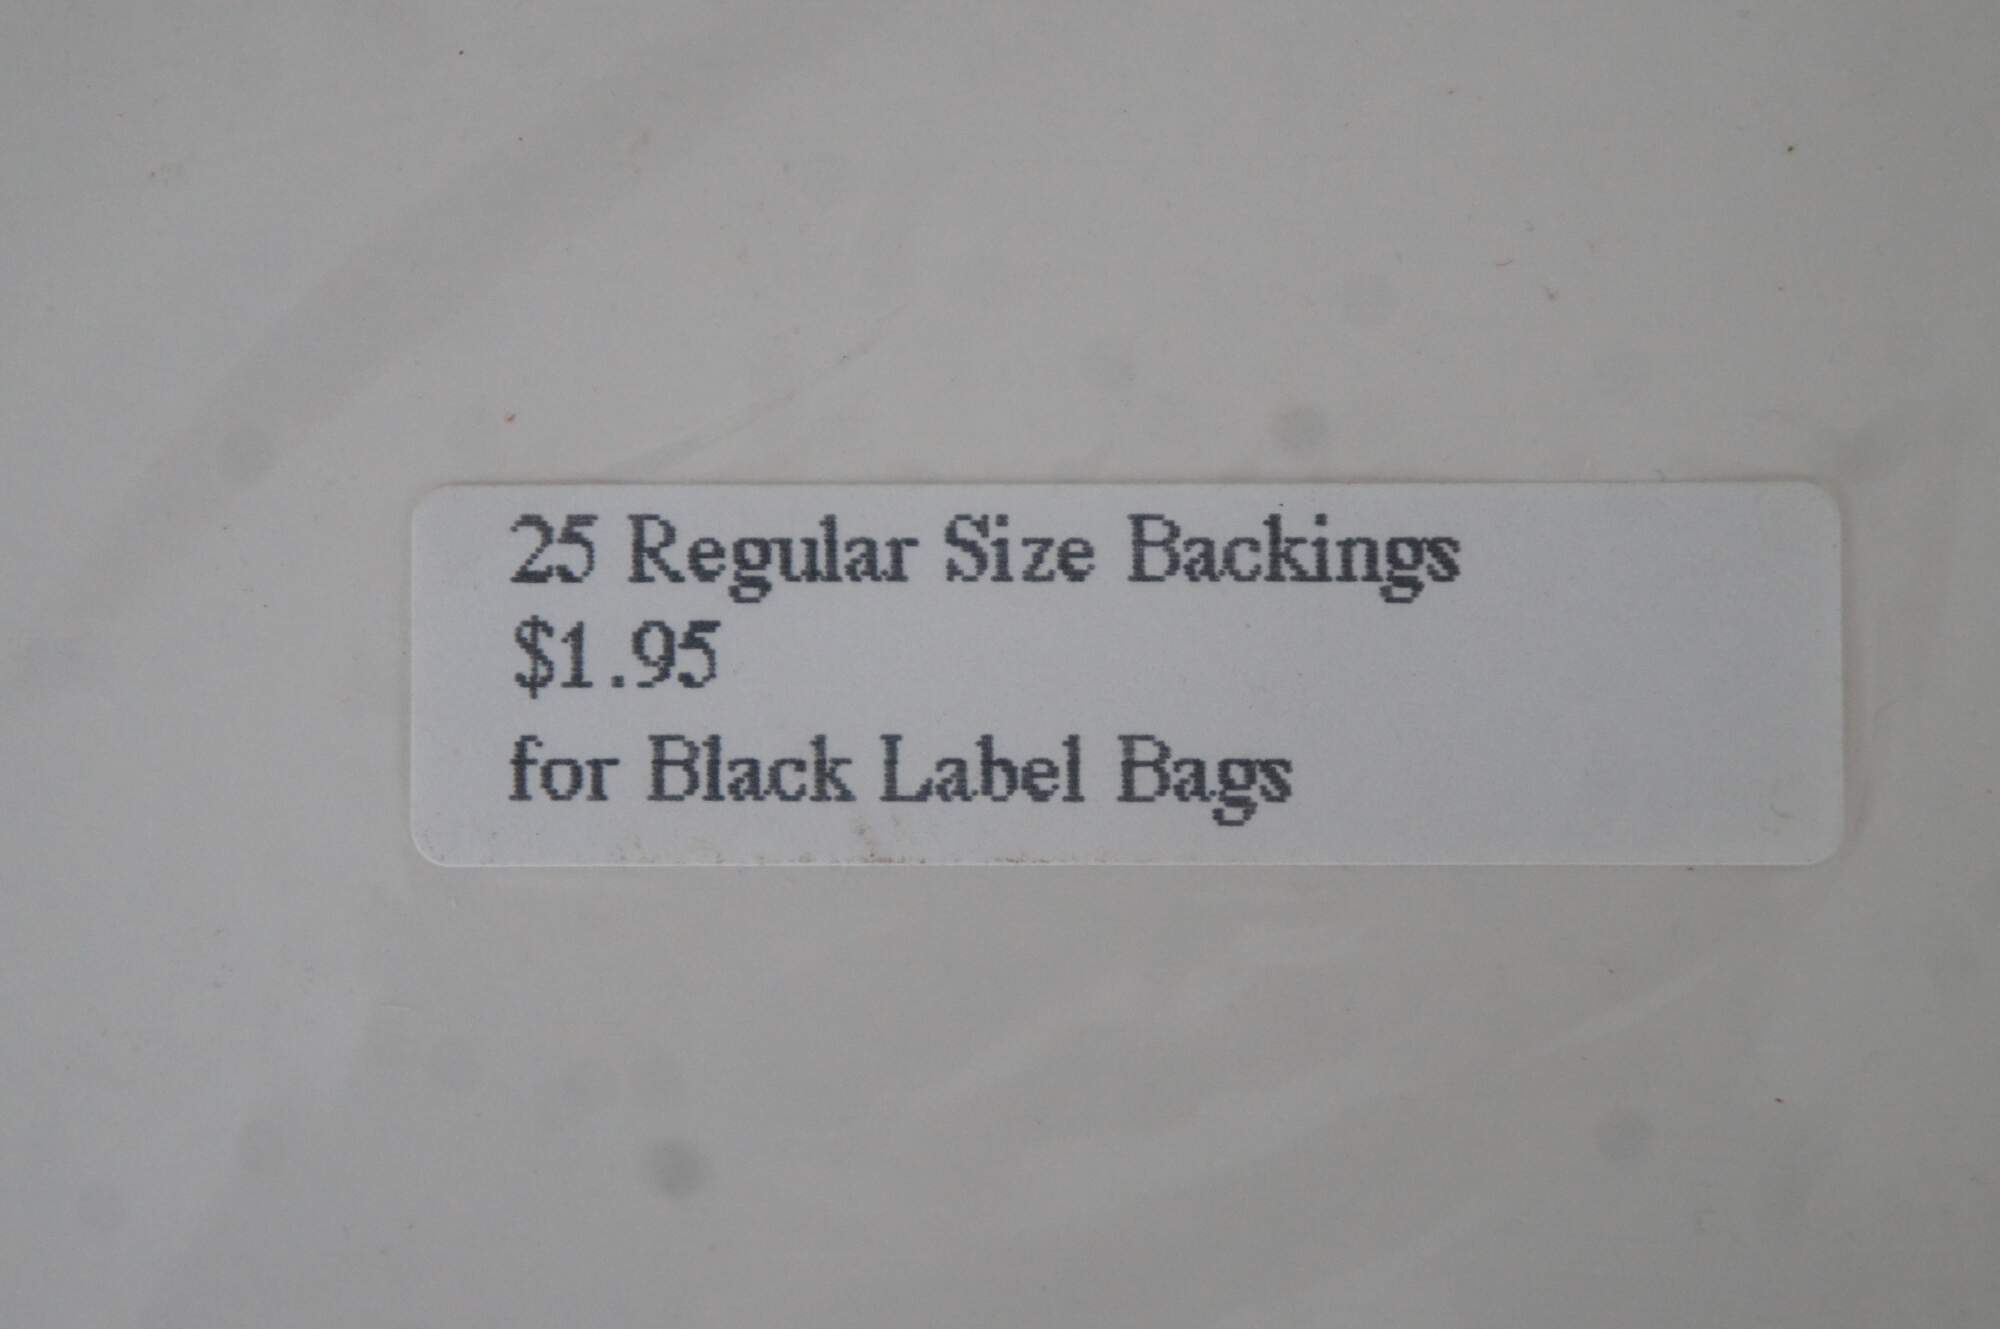 25 Regular Size Backings
$1.95
for Black Label Bags